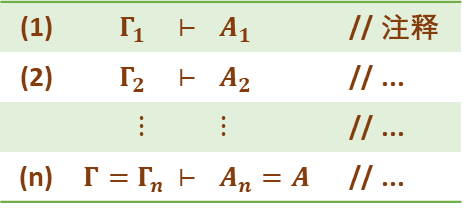 (1) Γ₁ ⊢ A₁ // 注释
(2) Γ₂ ⊢ A₂ // ...
⋮ ⋮ // ...
(n) Γ = Γₙ ⊢ Aₙ = A // ...